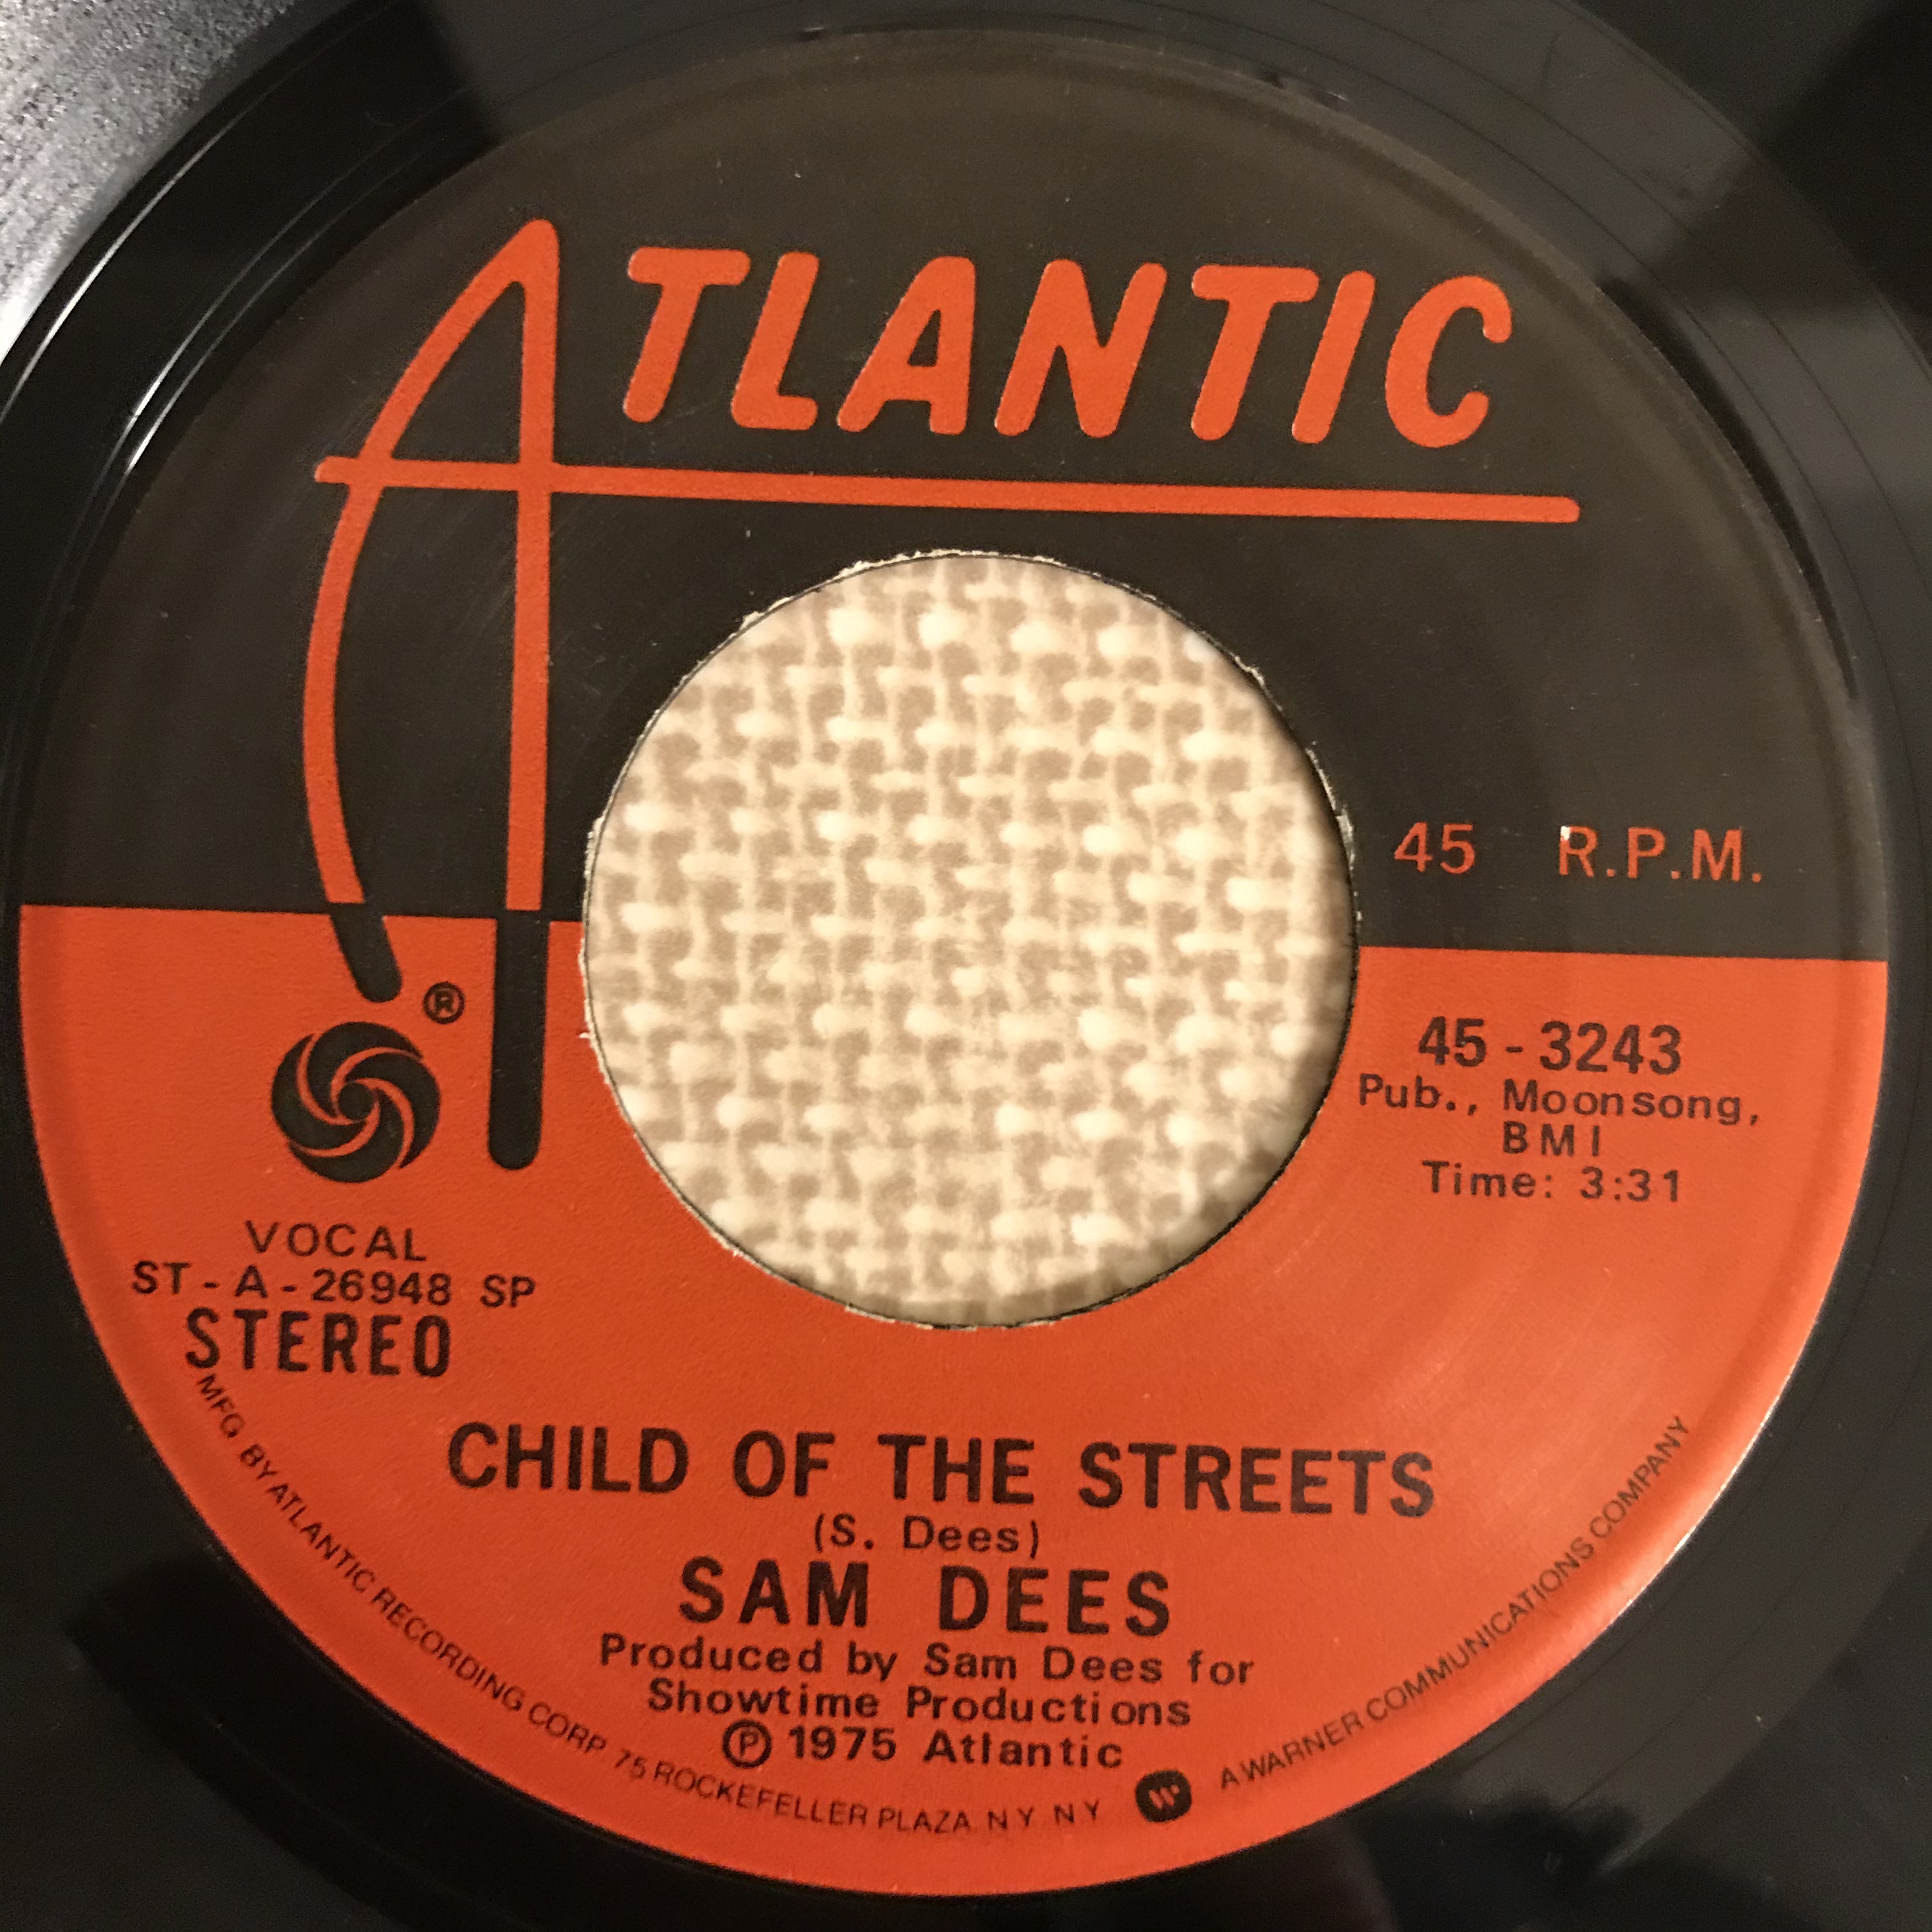 ATLANTIC
45 R.P.M.
®
45-3243
Pub., Moonsong,
BMI
Time: 3:31
VOCAL
ST-A-26948 SP
STEREO
CHILD OF THE STREETS
(S. Dees)
SAM DEES
Produced by Sam Dees for
Showtime Productions
℗ 1975 Atlantic
MFG BY ATLANTIC RECORDING CORP 75 ROCKEFELLER PLAZA N Y N Y W A WARNER COMMUNICATIONS COMPANY